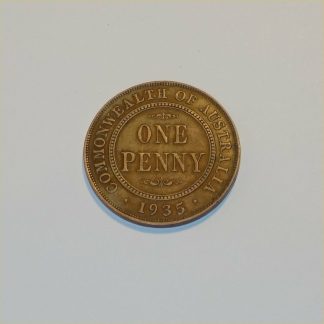 COMMONWEALTH OF AUSTRALIA
ONE
PENNY
· 1935 ·